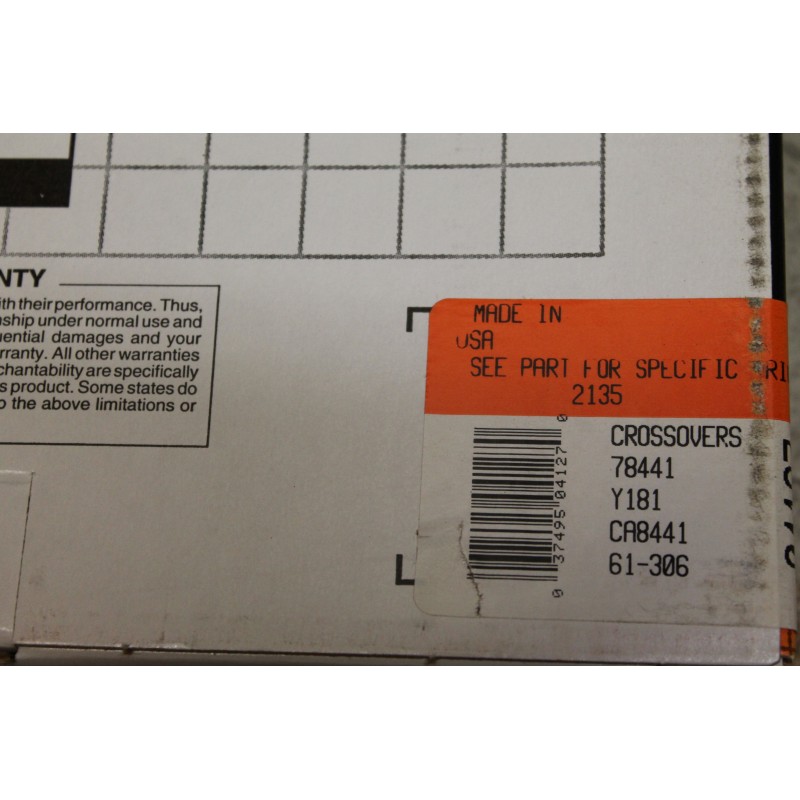 NTY
ith their performance. Thus,
nship under normal use and
uential damages and your
rranty. All other warranties
chantability are specifically
s product. Some states do
o the above limitations or
MADE IN
USA
SEE PART FOR SPECIFIC
2135
CROSSOVERS
78441
Y181
CA8441
61-306
0 37495 04127 0